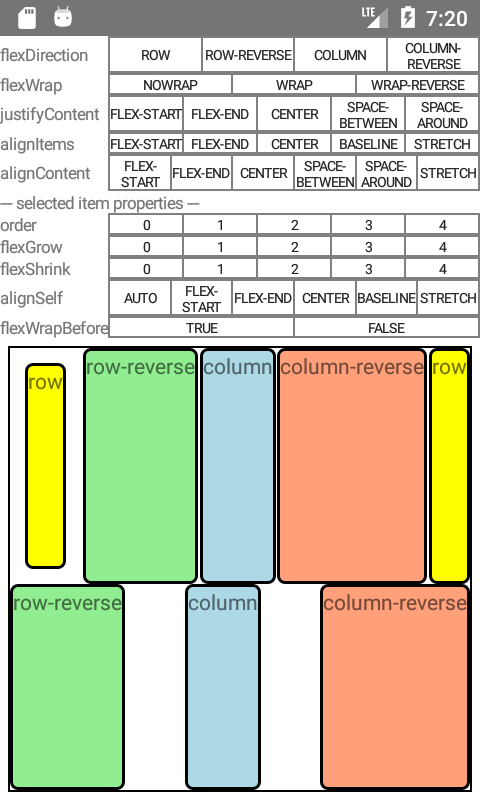 LTE 7:20
flexDirection ROW ROW-REVERSE COLUMN COLUMN-
REVERSE
flexWrap NOWRAP WRAP WRAP-REVERSE
justifyContent FLEX-START FLEX-END CENTER SPACE-
BETWEEN SPACE-
AROUND
alignItems FLEX-START FLEX-END CENTER BASELINE STRETCH
alignContent FLEX-
START FLEX-END CENTER SPACE-
BETWEEN SPACE-
AROUND STRETCH
--- selected item properties ---
order 0 1 2 3 4
flexGrow 0 1 2 3 4
flexShrink 0 1 2 3 4
alignSelf AUTO FLEX-
START FLEX-END CENTER BASELINE STRETCH
flexWrapBefore TRUE FALSE
row row-reverse column column-reverse row
row-reverse column column-reverse